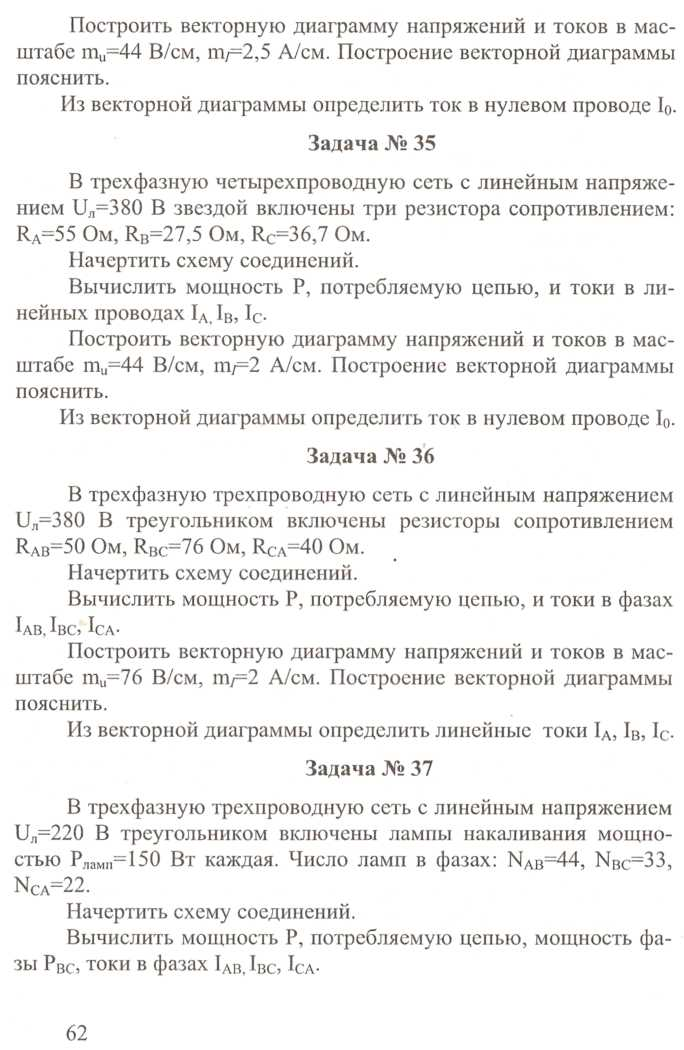 Построить векторную диаграмму напряжений и токов в мас-
штабе mu=44 В/см, mI=2,5 А/см. Построение векторной диаграммы
пояснить.
Из векторной диаграммы определить ток в нулевом проводе I0.
Задача № 35
В трехфазную четырехпроводную сеть с линейным напряже-
нием Uл=380 В звездой включены три резистора сопротивлением:
RA=55 Ом, RB=27,5 Ом, RC=36,7 Ом.
Начертить схему соединений.
Вычислить мощность P, потребляемую цепью, и токи в ли-
нейных проводах IA, IB, IC.
Построить векторную диаграмму напряжений и токов в мас-
штабе mu=44 В/см, mI=2 А/см. Построение векторной диаграммы
пояснить.
Из векторной диаграммы определить ток в нулевом проводе I0.
Задача № 36
В трехфазную трехпроводную сеть с линейным напряжением
Uл=380 В треугольником включены резисторы сопротивлением
RAB=50 Ом, RBC=76 Ом, RCA=40 Ом.
Начертить схему соединений.
Вычислить мощность P, потребляемую цепью, и токи в фазах
IAB, IBC, ICA.
Построить векторную диаграмму напряжений и токов в мас-
штабе mu=76 В/см, mI=2 А/см. Построение векторной диаграммы
пояснить.
Из векторной диаграммы определить линейные токи IA, IB, IC.
Задача № 37
В трехфазную трехпроводную сеть с линейным напряжением
Uл=220 В треугольником включены лампы накаливания мощно-
стью Pламп=150 Вт каждая. Число ламп в фазах: NAB=44, NBC=33,
NCA=22.
Начертить схему соединений.
Вычислить мощность P, потребляемую цепью, мощность фа-
зы PBC, токи в фазах IAB, IBC, ICA.
62